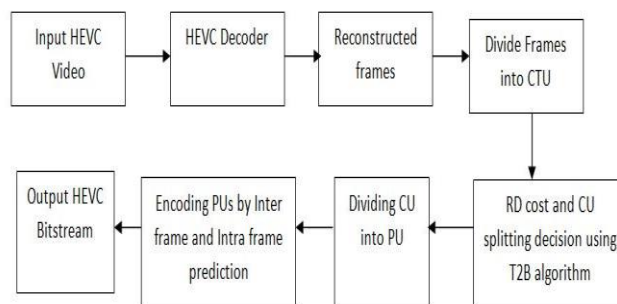 Input HEVC
Video
HEVC Decoder
Reconstructed
frames
Divide Frames
into CTU
RD cost and CU
splitting decision using
T2B algorithm
Dividing CU
into PU
Encoding PUs by Inter
frame and Intra frame
prediction
Output HEVC
Bitstream